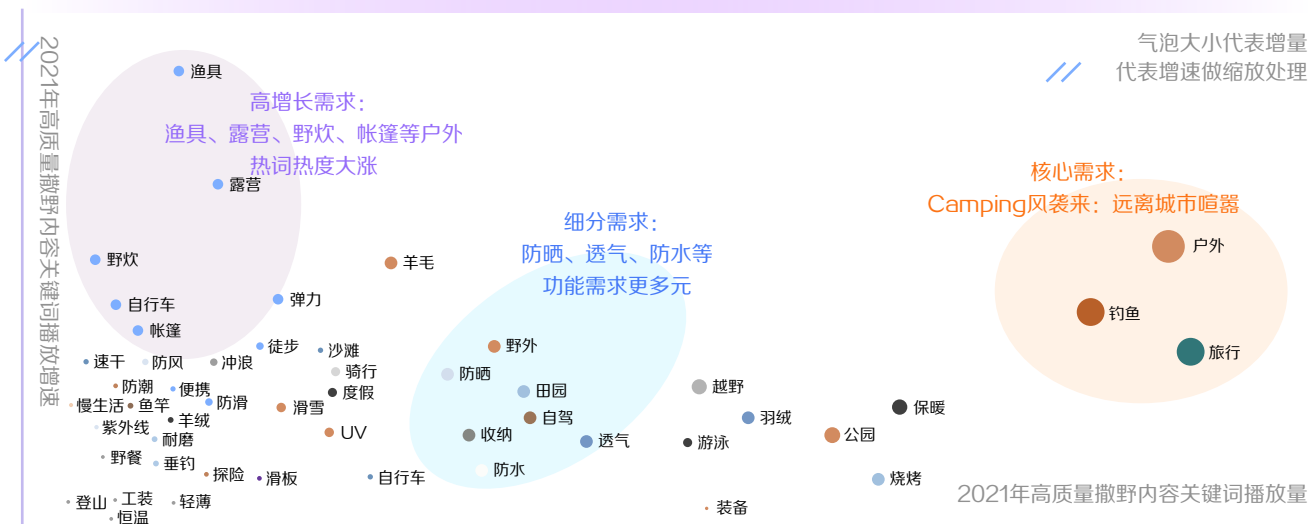 2021年高质量撒野内容关键词播放增速
气泡大小代表增量
代表增速做缩放处理
渔具
高增长需求：
渔具、露营、野炊、帐篷等户外
热词热度大涨
露营
核心需求：
Camping风袭来：远离城市喧嚣
细分需求：
防晒、透气、防水等
功能需求更多元
户外
野炊
羊毛
弹力
自行车
钓鱼
帐篷
徒步
沙滩
野外
旅行
速干
防风
冲浪
骑行
防晒
防潮
便携
度假
田园
越野
慢生活
鱼竿
防滑
滑雪
保暖
羊绒
自驾
羽绒
紫外线
耐磨
UV
收纳
透气
游泳
公园
野餐
垂钓
探险
滑板
自行车
防水
烧烤
登山
工装
轻薄
装备
恒温
2021年高质量撒野内容关键词播放量